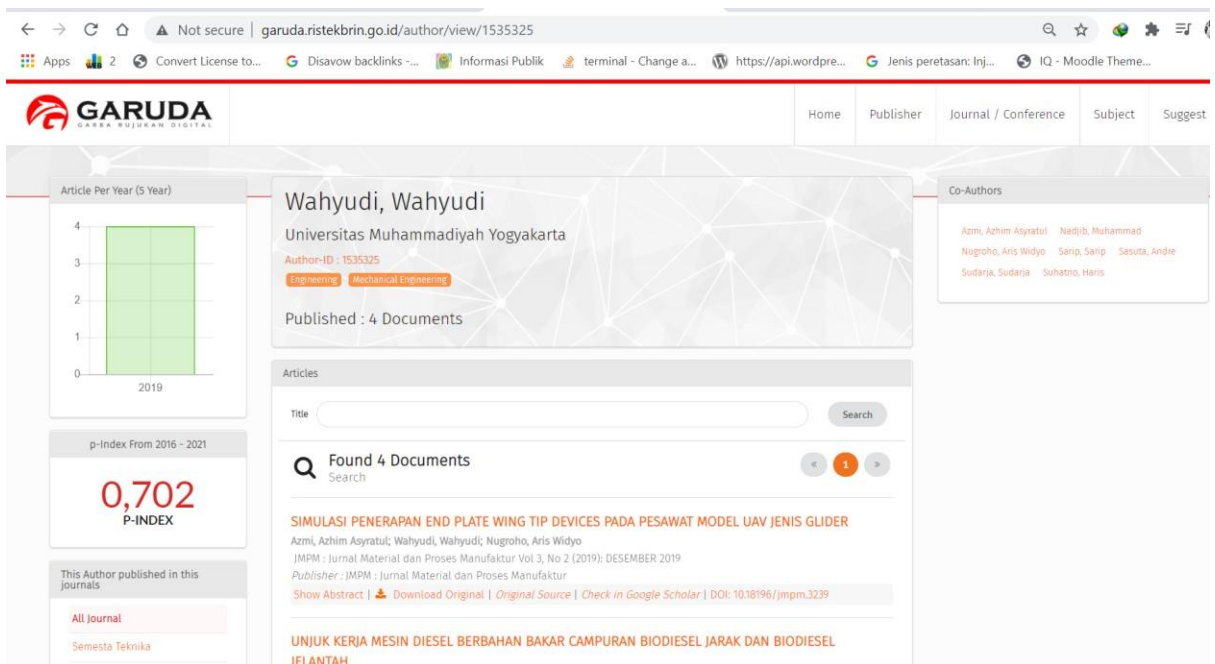 Not secure | garuda.ristekbrin.go.id/author/view/1535325
Apps 2 Convert License to... Disavow backlinks -... Informasi Publik terminal - Change a... https://api.wordpre... Jenis peretasan: Inj... IQ - Moodle Theme...
GARUDA
GARBA RUJUKAN DIGITAL
Home Publisher Journal / Conference Subject Suggest
Article Per Year (5 Year)
4
3
2
1
0
2019
p-Index From 2016 - 2021
0,702
P-INDEX
This Author published in this
journals
All Journal
Semesta Teknika
Wahyudi, Wahyudi
Universitas Muhammadiyah Yogyakarta
Author-ID : 1535325
Engineering Mechanical Engineering
Published : 4 Documents
Articles
Title Search
Found 4 Documents
Search
« 1 »
SIMULASI PENERAPAN END PLATE WING TIP DEVICES PADA PESAWAT MODEL UAV JENIS GLIDER
Azmi, Azhim Asyratul; Wahyudi, Wahyudi; Nugroho, Aris Widyo
JMPM : Jurnal Material dan Proses Manufaktur Vol 3, No 2 (2019): DESEMBER 2019
Publisher : JMPM : Jurnal Material dan Proses Manufaktur
Show Abstract | Download Original | Original Source | Check in Google Scholar | DOI: 10.18196/jmpm.3239
UNJUK KERJA MESIN DIESEL BERBAHAN BAKAR CAMPURAN BIODIESEL JARAK DAN BIODIESEL
JELANTAH
Co-Authors
Azmi, Azhim Asyratul Nadjib, Muhammad
Nugroho, Aris Widyo Sarip, Sarip Sasuta, Andre
Sudarja, Sudarja Suhatno, Haris